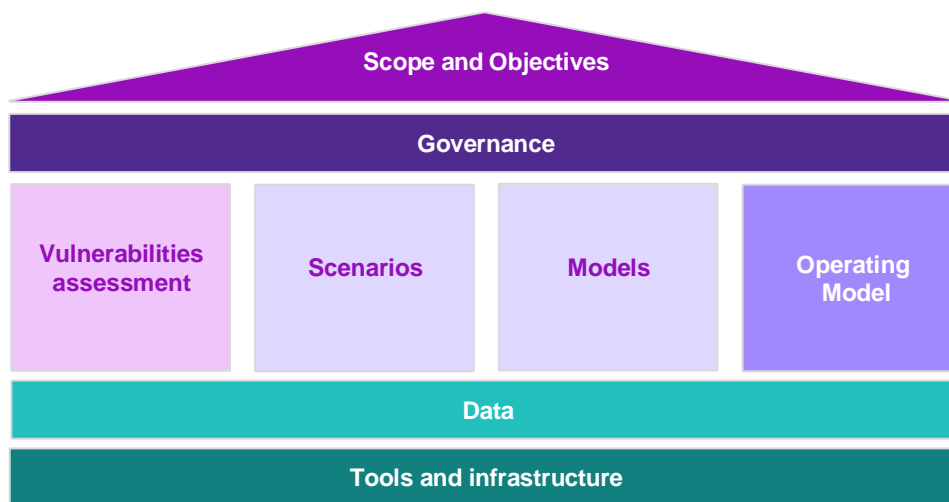 Scope and Objectives
Governance
Vulnerabilities
assessment
Scenarios
Models
Operating
Model
Data
Tools and infrastructure